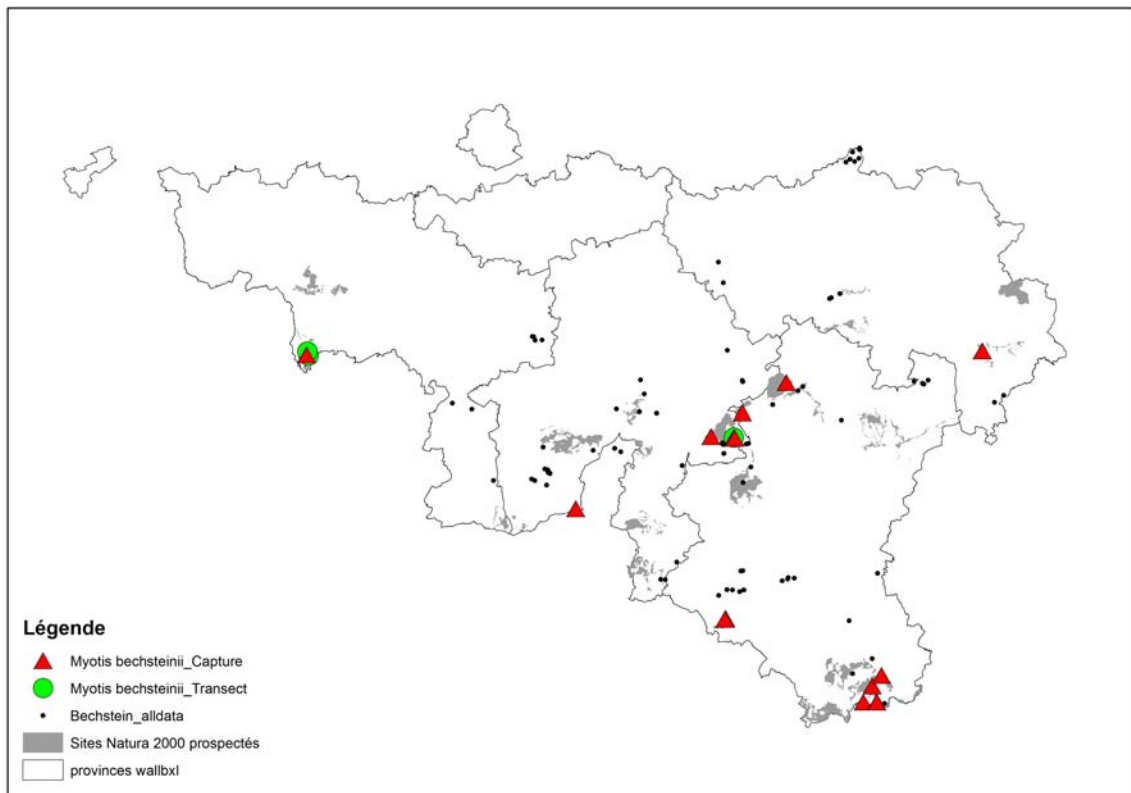 Légende
Myotis bechsteinii_Capture
Myotis bechsteinii_Transect
Bechstein_alldata
Sites Natura 2000 prospectés
provinces wallbxl